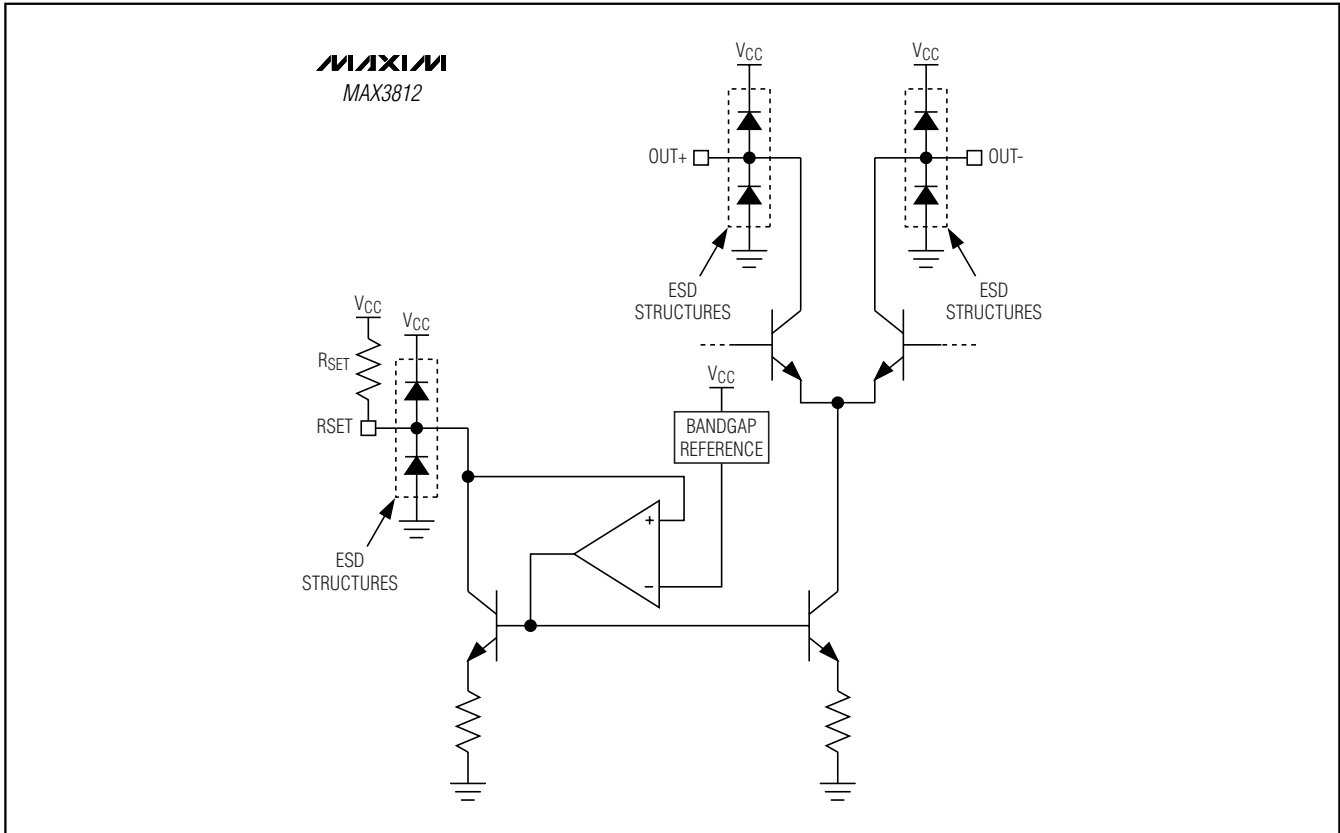 MAXIM
MAX3812
VCC
VCC
OUT+
OUT-
ESD
STRUCTURES
ESD
STRUCTURES
VCC
VCC
RSET
RSET
VCC
BANDGAP
REFERENCE
+
−
ESD
STRUCTURES